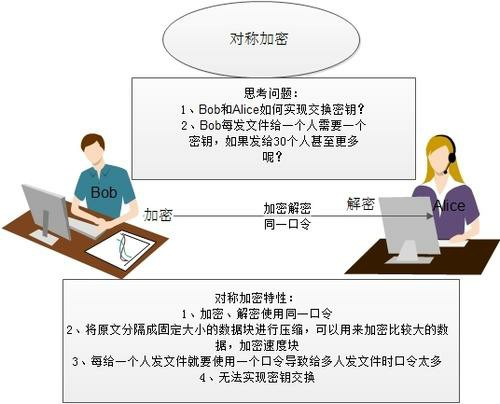 对称加密
思考问题：
1、Bob和Alice如何实现交换密钥？
2、Bob每发文件给一个人需要一个
密钥，如果发给30个人甚至更多
呢？
Bob
Alice
加密
加密解密
同一口令
解密
对称加密特性：
1、加密、解密使用同一口令
2、将原文分隔成固定大小的数据块进行压缩，可以用来加密比较大的数
据，加密速度块
3、每给一个人发文件就要使用一个口令导致给多人发文件时口令太多
4、无法实现密钥交换